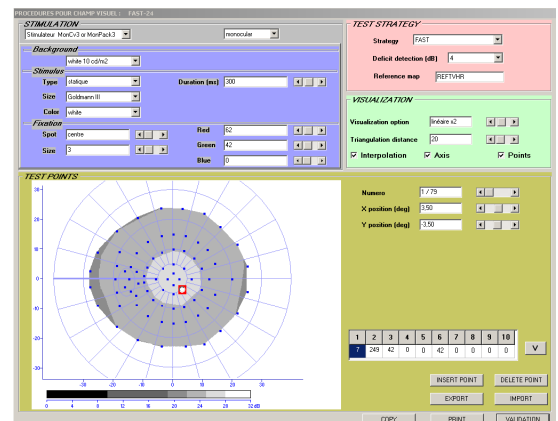 PROCEDURES POUR CHAMP VISUEL : FAST-24
STIMULATION
Stimulateur MonCv3 or MonPack3
monocular
Background
white 10 cd/m2
Stimulus
Type statique Duration (ms) 300
Size Goldmann III
Color white
Fixation
Spot centre Red 62
Size 3 Green 42
Blue 0
TEST STRATEGY
Strategy FAST
Deficit detection (dB) 4
Reference map REFTVHR
VISUALIZATION
Visualization option linéaire x2
Triangulation distance 20
Interpolation Axis Points
TEST POINTS
30
20
10
0
-10
-20
-30
-30 -20 -10 0 10 20 30
0 4 8 12 16 20 24 28 32 dB
Numero 1 / 79
X position (deg) 3,50
Y position (deg) -3,50
1 2 3 4 5 6 7 8 9 10
7 249 42 0 0 42 0 0 0 0
V
INSERT POINT DELETE POINT
EXPORT IMPORT
COPY PRINT VALIDATION